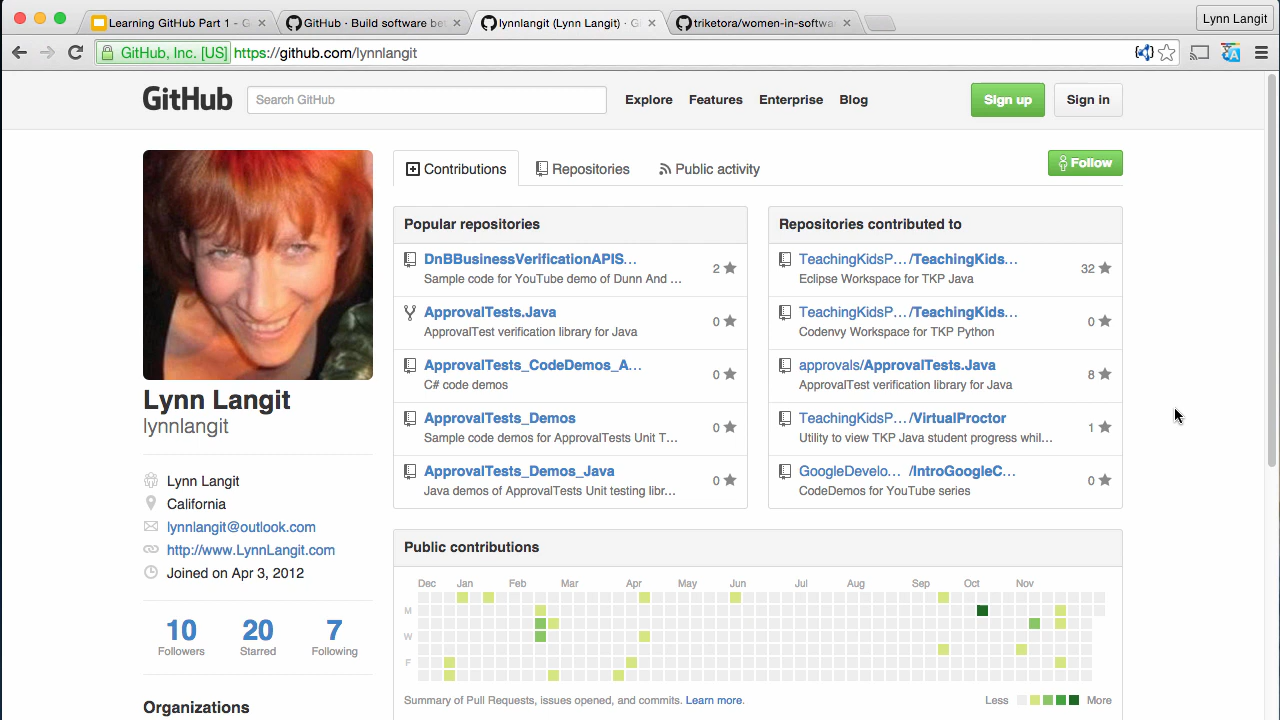 Learning GitHub Part 1 - G
GitHub · Build software be
lynnlangit (Lynn Langit) · G
triketora/women-in-softwa
Lynn Langit
GitHub, Inc. [US] https://github.com/lynnlangit
GitHub
Search GitHub
Explore Features Enterprise Blog
Sign up Sign in
Contributions Repositories Public activity
Follow
Lynn Langit
lynnlangit
Lynn Langit
California
lynnlangit@outlook.com
http://www.LynnLangit.com
Joined on Apr 3, 2012
10 20 7
Followers Starred Following
Organizations
Popular repositories
DnBBusinessVerificationAPIS…
Sample code for YouTube demo of Dunn And …
2
ApprovalTests.Java
ApprovalTest verification library for Java
0
ApprovalTests_CodeDemos_A…
C# code demos
0
ApprovalTests_Demos
Sample code demos for ApprovalTests Unit T…
0
ApprovalTests_Demos_Java
Java demos of ApprovalTests Unit testing libr…
0
Repositories contributed to
TeachingKidsP… /TeachingKids…
Eclipse Workspace for TKP Java
32
TeachingKidsP… /TeachingKids…
Codenvy Workspace for TKP Python
0
approvals/ApprovalTests.Java
ApprovalTest verification library for Java
8
TeachingKidsP… /VirtualProctor
Utility to view TKP Java student progress whil…
1
GoogleDevelo… /IntroGoogleC…
CodeDemos for YouTube series
0
Public contributions
Dec Jan Feb Mar Apr May Jun Jul Aug Sep Oct Nov
M
W
F
Summary of Pull Requests, issues opened, and commits. Learn more.
Less More